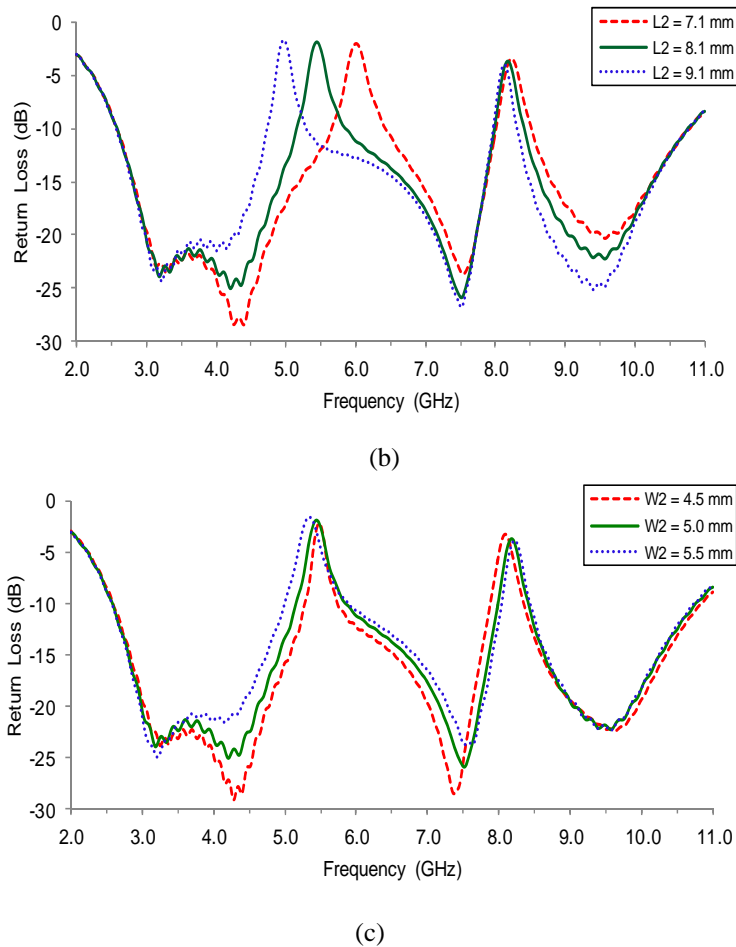 0
-5
-10
-15
-20
-25
-30
Return Loss (dB)
L2 = 7.1 mm
L2 = 8.1 mm
L2 = 9.1 mm
2.0 3.0 4.0 5.0 6.0 7.0 8.0 9.0 10.0 11.0
Frequency (GHz)
(b)
0
-5
-10
-15
-20
-25
-30
Return Loss (dB)
W2 = 4.5 mm
W2 = 5.0 mm
W2 = 5.5 mm
2.0 3.0 4.0 5.0 6.0 7.0 8.0 9.0 10.0 11.0
Frequency (GHz)
(c)